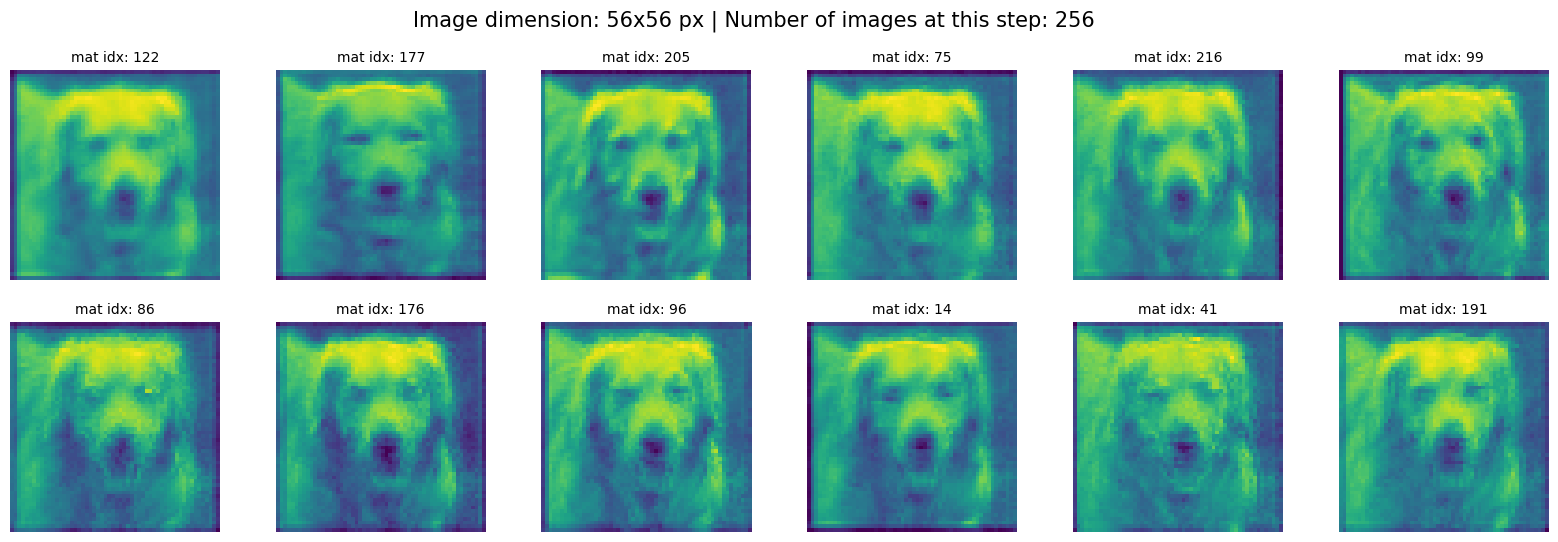 Image dimension: 56x56 px | Number of images at this step: 256
mat idx: 122 mat idx: 177 mat idx: 205 mat idx: 75 mat idx: 216 mat idx: 99
mat idx: 86 mat idx: 176 mat idx: 96 mat idx: 14 mat idx: 41 mat idx: 191